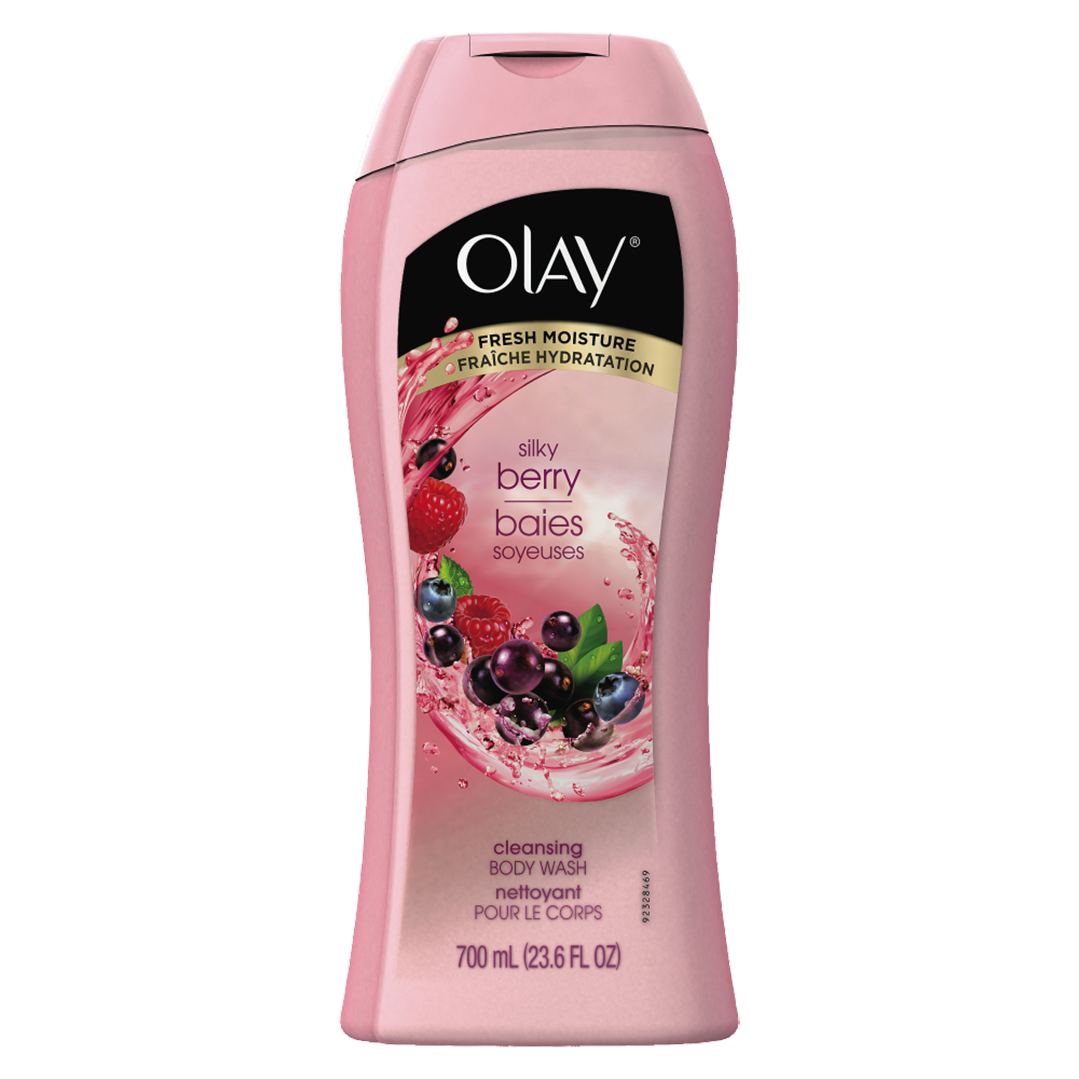 OLAY®
FRESH MOISTURE
FRAÎCHE HYDRATATION
silky
berry
baies
soyeuses
cleansing
BODY WASH
nettoyant
POUR LE CORPS
92328469
700 mL (23.6 FL OZ)